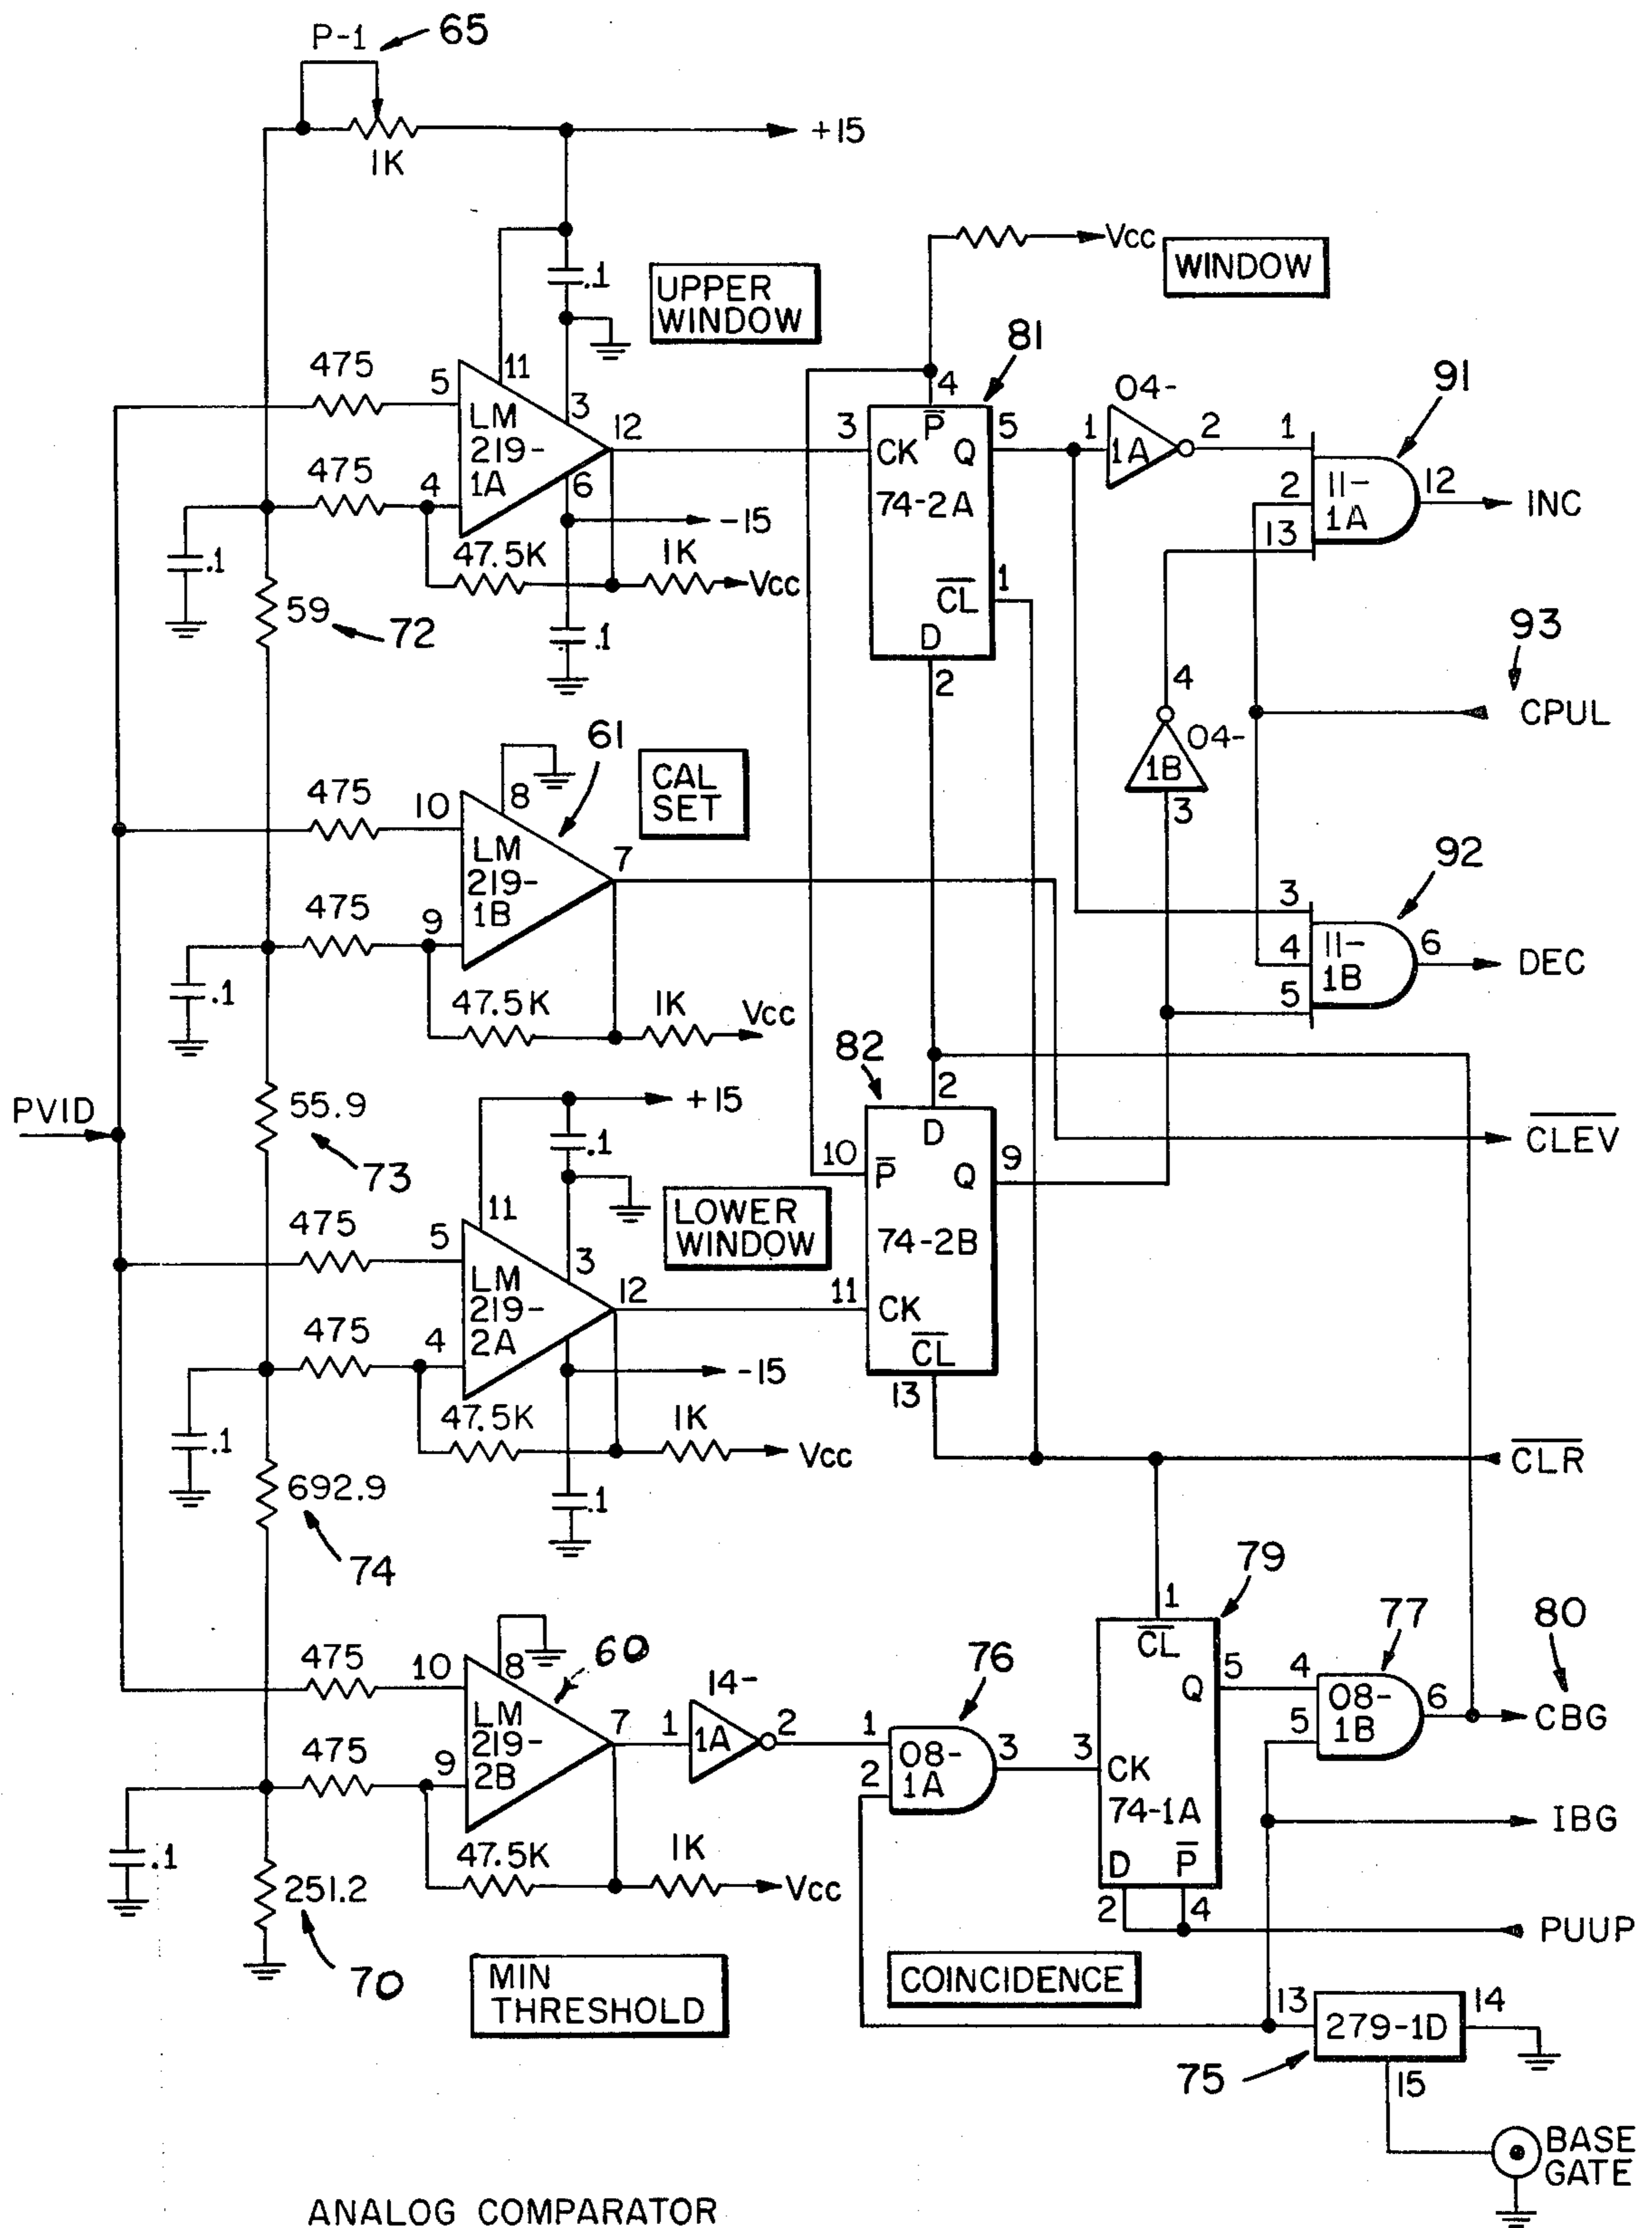 P-1
65
1K
+15
.1
UPPER
WINDOW
Vcc
WINDOW
81
475
5
11
LM
219-
1A
3
12
6
4
475
-15
47.5K
1K
Vcc
.1
.1
59
72
3
4
P
CK
Q
5
74-2A
CL
1
D
2
1
04-
1A
2
91
1
2
13
11-
1A
12
INC
93
CPUL
4
04-
1B
3
61
CAL
SET
475
10
8
LM
219-
1B
7
475
9
47.5K
1K
Vcc
.1
92
3
4
5
11-
1B
6
DEC
82
2
D
10
P
Q
9
74-2B
11
CK
CL
13
CLEV
PVID
55.9
73
+15
.1
LOWER
WINDOW
475
5
11
LM
219-
2A
3
12
475
4
-15
47.5K
1K
Vcc
.1
.1
692.9
74
CLR
79
1
CL
Q
5
3
CK
74-1A
D
P
2
4
77
4
5
08-
1B
6
80
CBG
IBG
PUUP
475
10
8
60
LM
219-
2B
7
475
9
47.5K
1K
Vcc
.1
251.2
70
14-
1
1A
2
76
1
2
08-
1A
3
MIN
THRESHOLD
COINCIDENCE
13
279-1D
14
75
15
BASE
GATE
ANALOG COMPARATOR